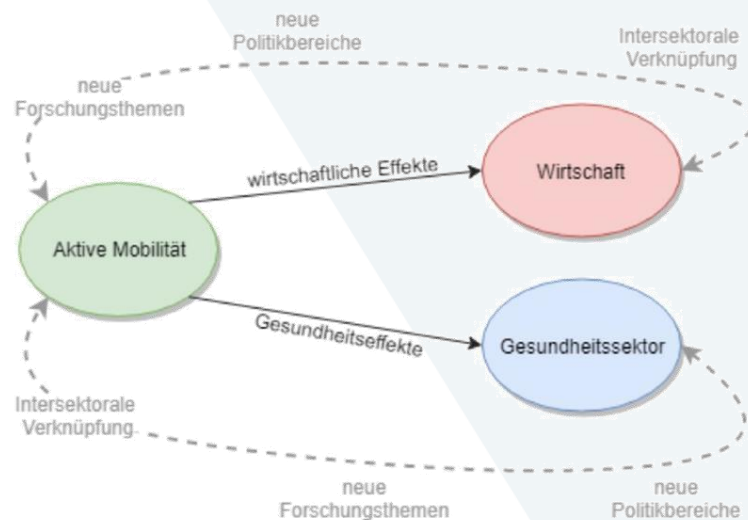 neue
Politikbereiche
Intersektorale
Verknüpfung
neue
Forschungsthemen
wirtschaftliche Effekte
Wirtschaft
Aktive Mobilität
Gesundheitseffekte
Gesundheitssektor
Intersektorale
Verknüpfung
neue
Forschungsthemen
neue
Politikbereiche